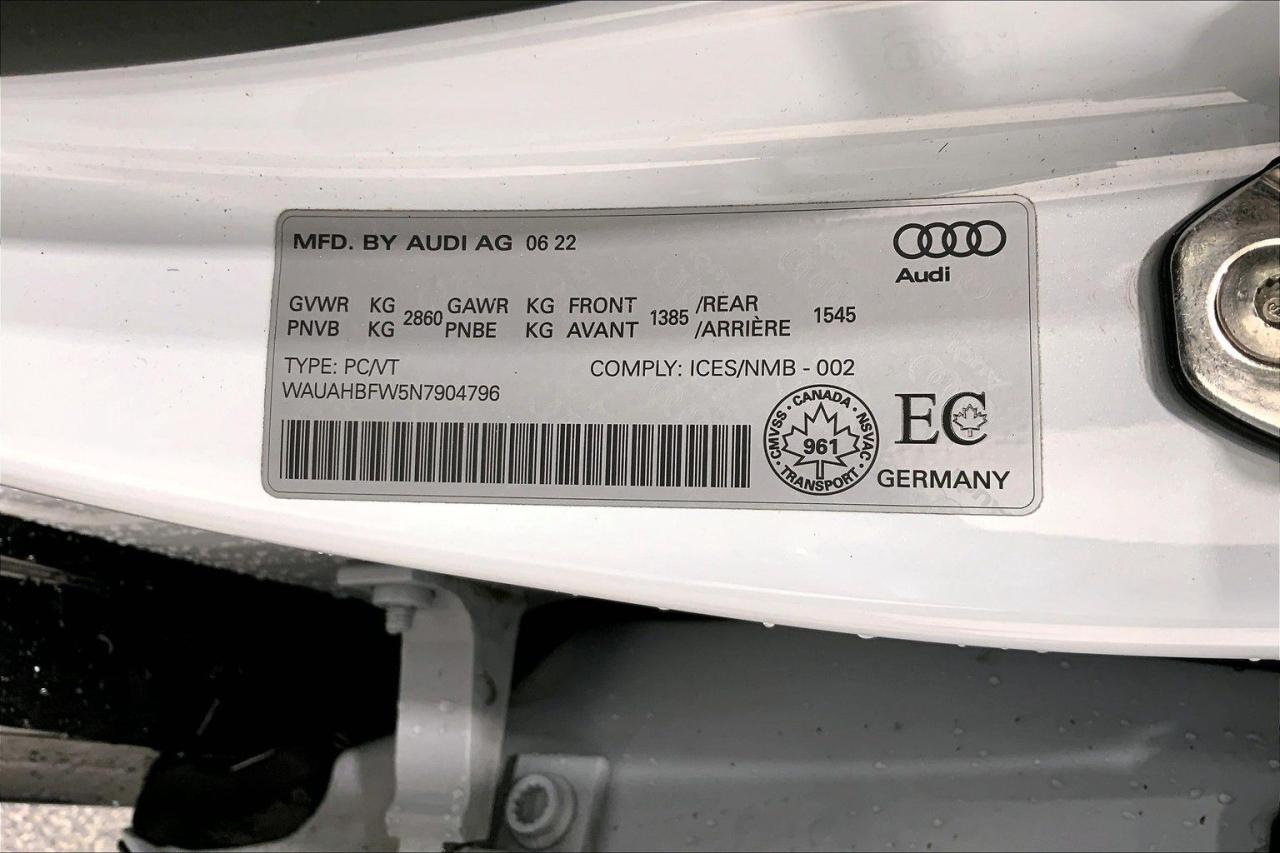 MFD. BY AUDI AG 06 22
Audi
GVWR KG 2860 GAWR KG FRONT 1385 /REAR 1545
PNVB KG PNBE KG AVANT /ARRIÈRE
TYPE: PC/VT COMPLY: ICES/NMB - 002
WAUAHBFW5N7904796
CMVSS · CANADA · NSVAC · TRANSPORT ·
961
EC
GERMANY